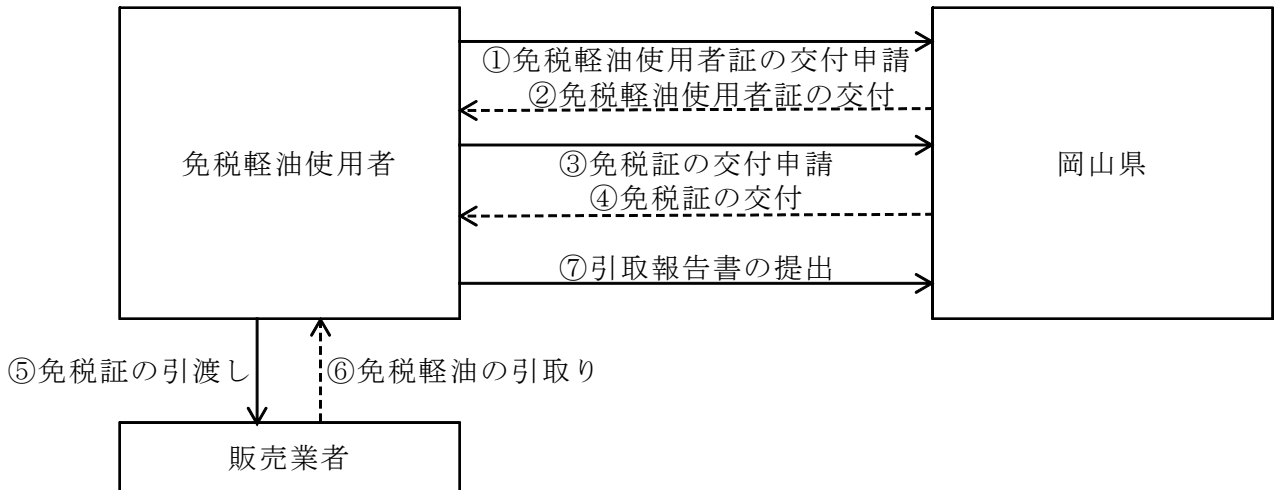 ①免税軽油使用者証の交付申請
②免税軽油使用者証の交付
免税軽油使用者
③免税証の交付申請
岡山県
④免税証の交付
⑦引取報告書の提出
⑤免税証の引渡し
⑥免税軽油の引取り
販売業者